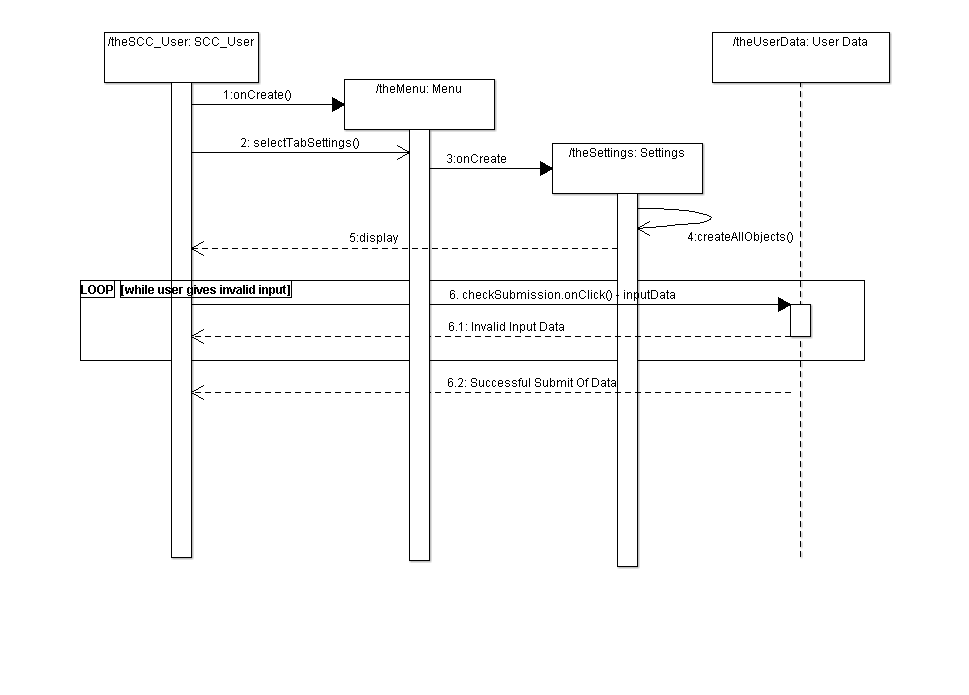 /theSCC_User: SCC_User
/theUserData: User Data
/theMenu: Menu
1:onCreate()
2: selectTabSettings()
3:onCreate
/theSettings: Settings
4:createAllObjects()
5:display
LOOP [while user gives invalid input]
6. checkSubmission.onClick() - inputData
6.1: Invalid Input Data
6.2: Successful Submit Of Data